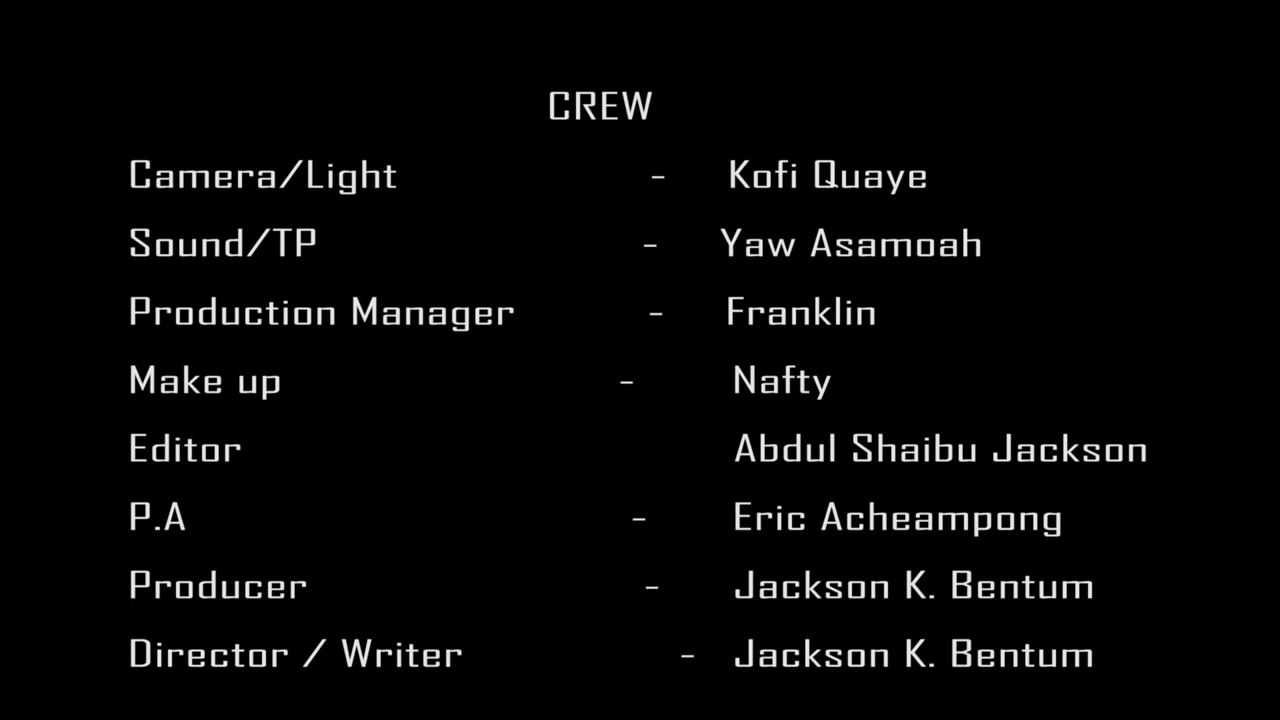 CREW
Camera/Light - Kofi Quaye
Sound/TP - Yaw Asamoah
Production Manager - Franklin
Make up - Nafty
Editor Abdul Shaibu Jackson
P.A - Eric Acheampong
Producer - Jackson K. Bentum
Director / Writer - Jackson K. Bentum